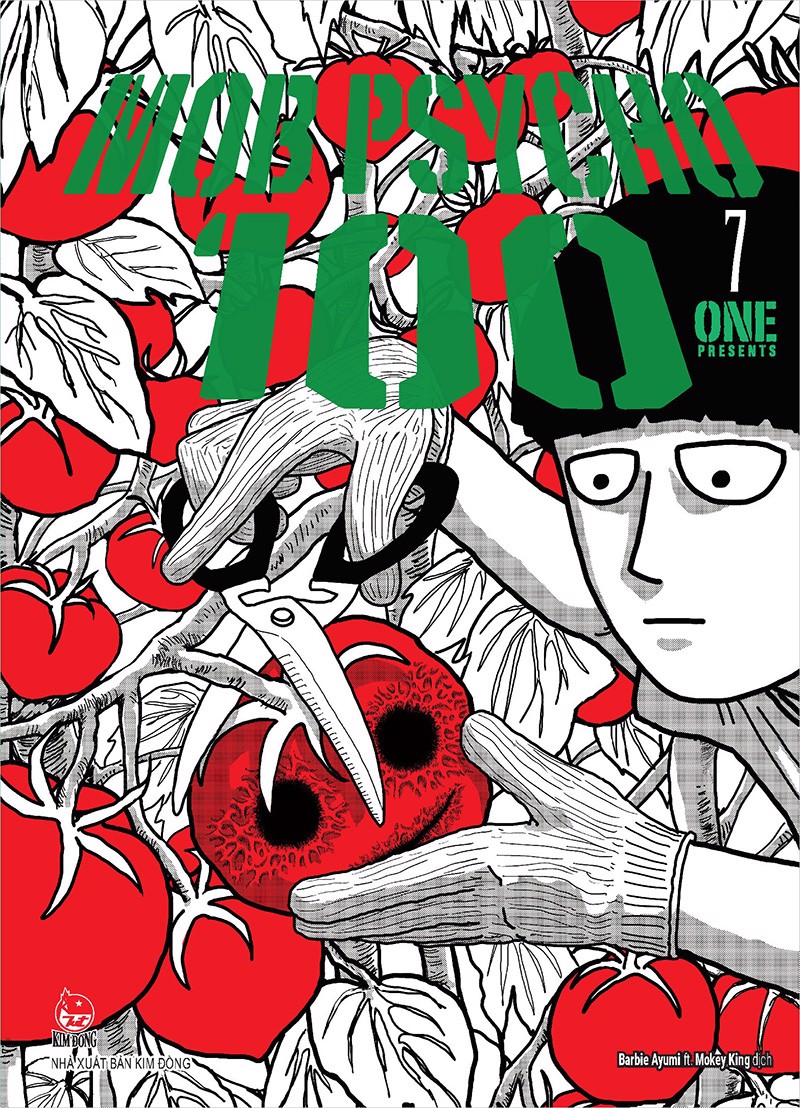 MOB PSYCHO
100
7
ONE
PRESENTS
KIM ĐỒNG
NHÀ XUẤT BẢN KIM ĐỒNG
Barbie Ayumi ft. Mokey King dịch